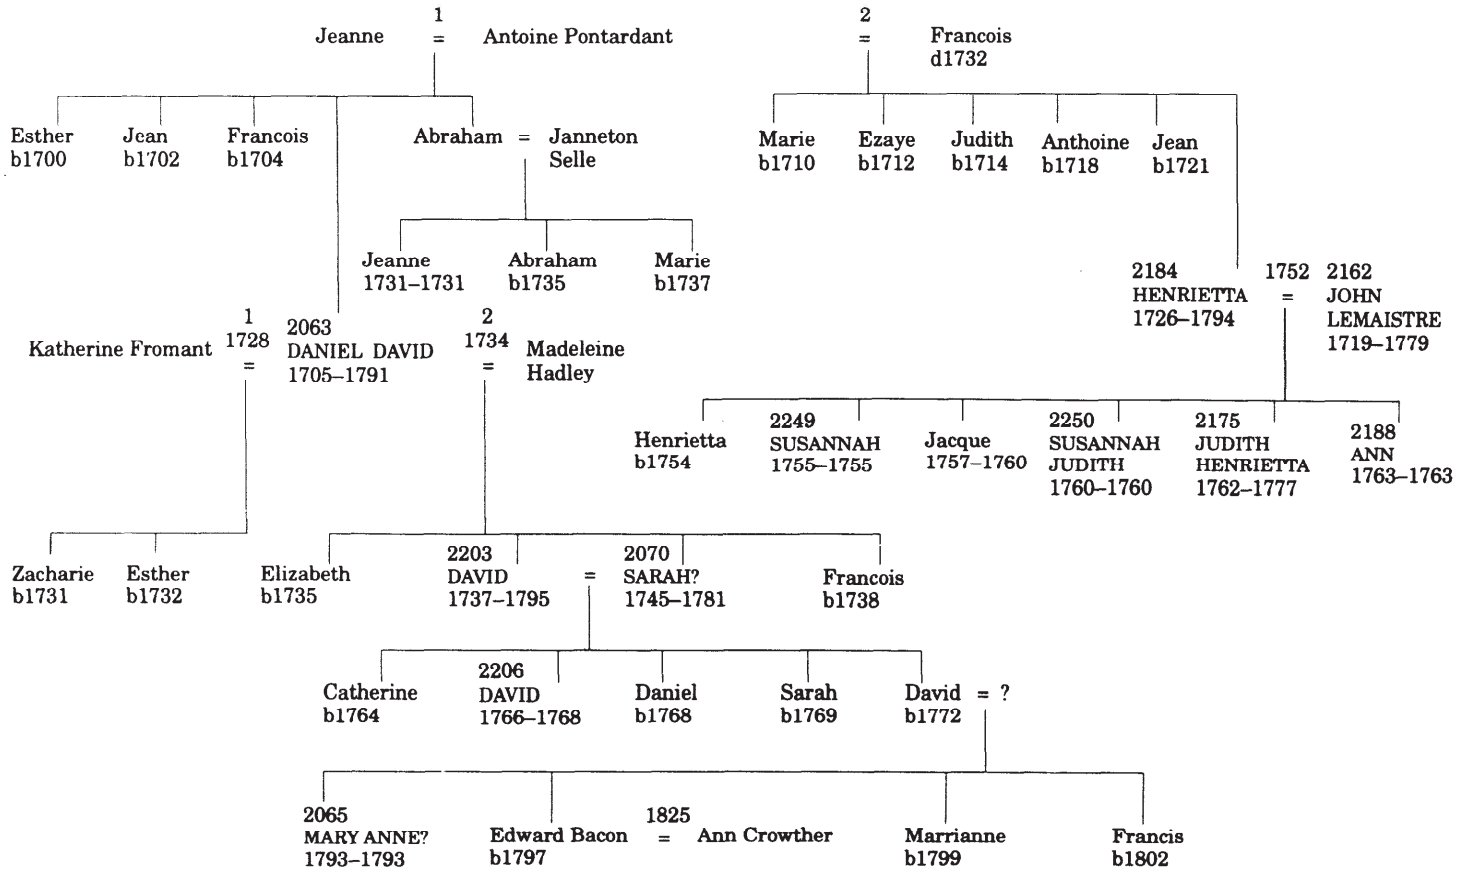 1
2
Jeanne = Antoine Pontardant = Francois
d1732
Esther Jean Francois Abraham = Janneton Marie Ezaye Judith Anthoine Jean
b1700 b1702 b1704 Selle b1710 b1712 b1714 b1718 b1721
Jeanne Abraham Marie
1731–1731 b1735 b1737
2184 1752 2162
HENRIETTA = JOHN
1726–1794 LEMAISTRE
1719–1779
1 2
1728 2063 1734
Katherine Fromant = DANIEL DAVID = Madeleine
1705–1791 Hadley
Henrietta 2249 Jacque 2250 2175 2188
b1754 SUSANNAH 1757–1760 SUSANNAH JUDITH ANN
1755–1755 JUDITH HENRIETTA 1763–1763
1760–1760 1762–1777
2203 2070
Zacharie Esther Elizabeth DAVID = SARAH? Francois
b1731 b1732 b1735 1737–1795 1745–1781 b1738
2206
Catherine DAVID Daniel Sarah David = ?
b1764 1766–1768 b1768 b1769 b1772
2065 1825
MARY ANNE? Edward Bacon = Ann Crowther Marrianne Francis
1793–1793 b1797 b1799 b1802